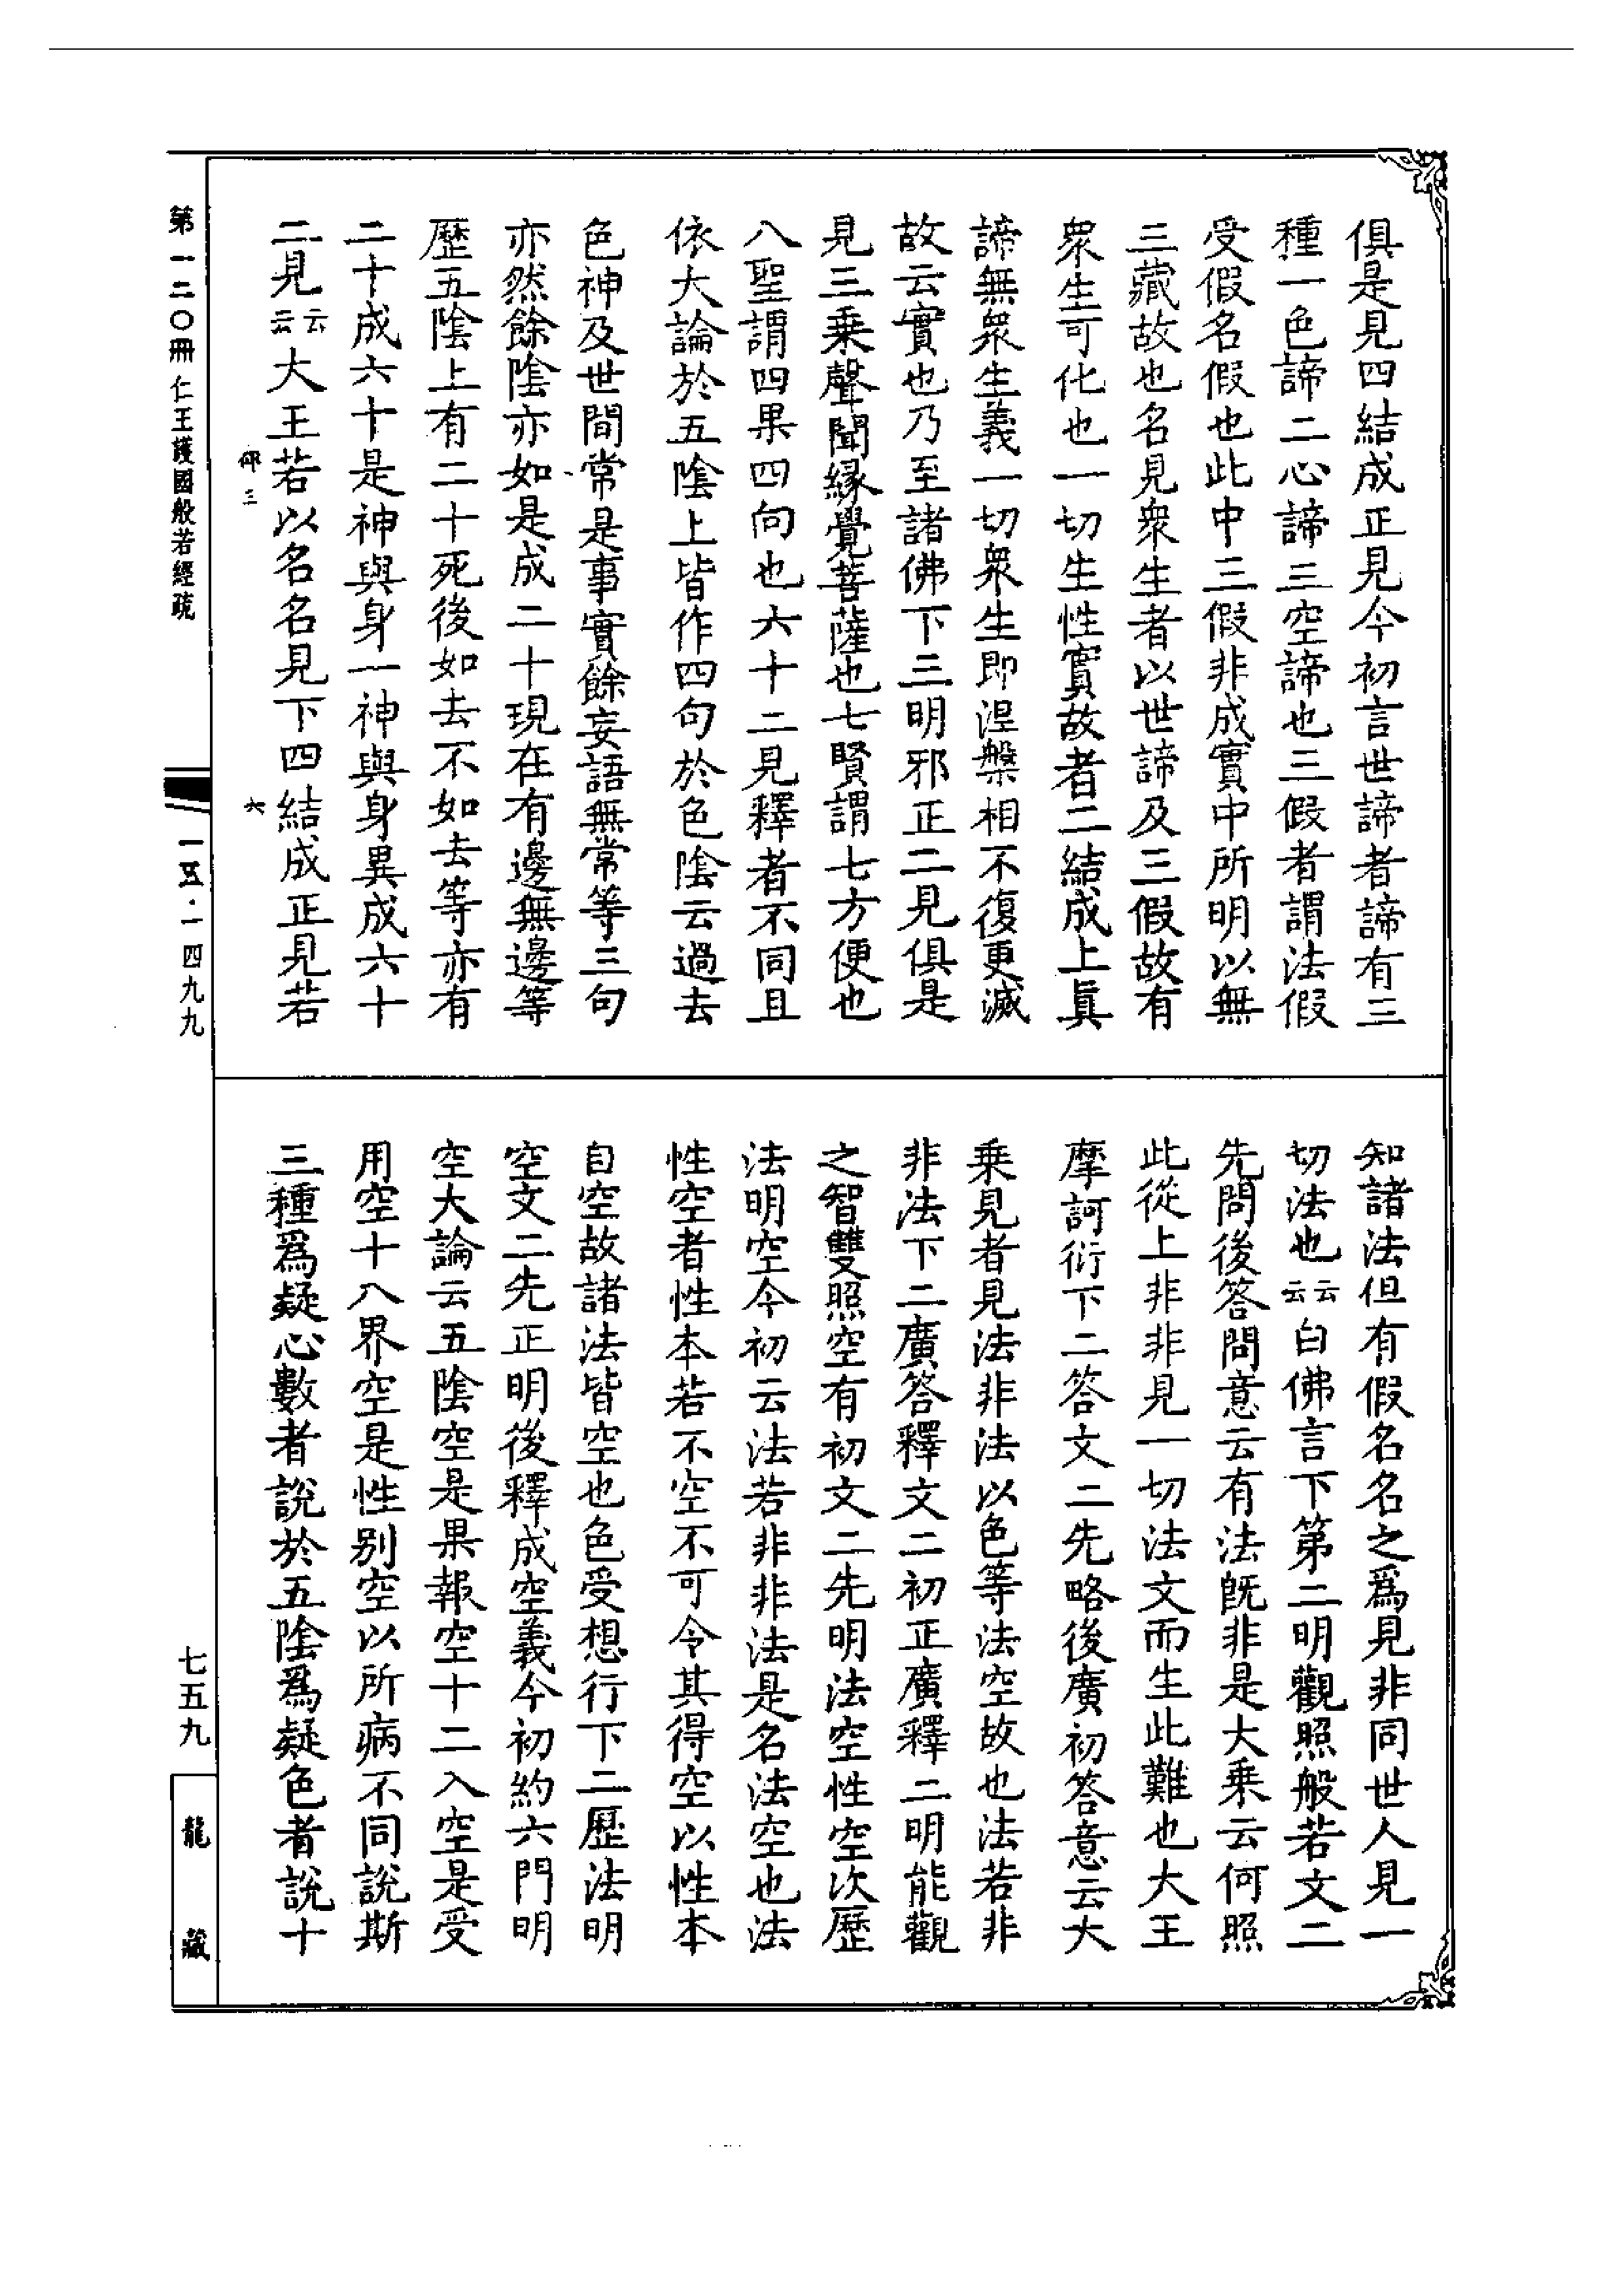 俱是見四結成正見今初言世諦者諦有三
種一色諦二心諦三空諦也三假者謂法假
受假名假也此中三假非成實中所明以無
三藏故也名見衆生者以世諦及三假故有
衆生可化也一切生性實故者二結成上眞
諦無衆生義一切衆生即涅槃相不復更滅
故云實也乃至諸佛下三明邪正二見俱是
見三乗聲聞緣覺菩薩也七賢謂七方便也
八聖謂四果四向也六十二見釋者不同且
依大論於五陰上皆作四句於色陰云過去
色神及世間常是事實餘妄語無常等三句
亦然餘陰亦如是成二十現在有邊無邊等
歷五陰上有二十死後如去不如去等亦有
二十成六十是神與身一神與身異成六十
二見云云大王若以名名見下四結成正見若
知諸法但有假名名之爲見非同世人見一
切法也云云白佛言下第二明觀照般若文二
先問後答問意云有法旣非是大乗云何照
此從上非非見一切法文而生此難也大王
摩訶衍下二答文二先略後廣初答意云大
乗見者見法非法以色等法空故也法若非
非法下二廣答釋文二初正廣釋二明能觀
之智雙照空有初文二先明法空性空次歷
法明空今初云法若非非法是名法空也法
性空者性本若不空不可令其得空以性本
自空故諸法皆空也色受想行下二歷法明
空文二先正明後釋成空義今初約六門明
空大論云五陰空是果報空十二入空是受
用空十八界空是性别空以所病不同說斯
三種爲疑心數者說於五陰爲疑色者說十
六
第一二〇冊 仁王護國般若經疏
一五·一四九九
七五九
龍藏